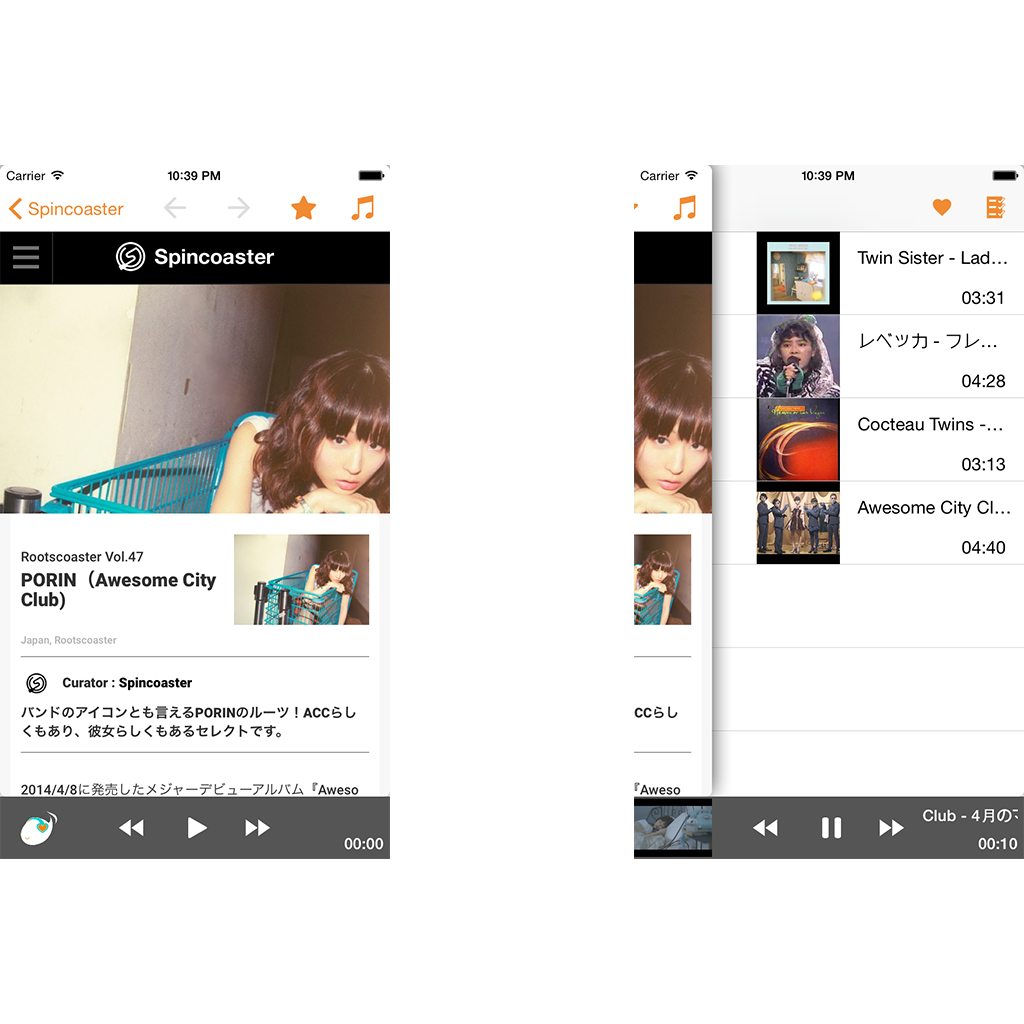 Carrier 10:39 PM
Spincoaster
Spincoaster
Rootscoaster Vol.47
PORIN（Awesome City
Club)
Japan, Rootscoaster
Curator : Spincoaster
バンドのアイコンとも言えるPORINのルーツ！ACCらし
くもあり、彼女らしくもあるセレクトです。
2014/4/8に発売したメジャーデビューアルバム『Aweso
00:00
Carrier 10:39 PM
Twin Sister - Lad...
03:31
レベッカ - フレ...
04:28
Cocteau Twins -...
03:13
Awesome City Cl...
04:40
CCらし
『Aweso
Club - 4月の
00:10